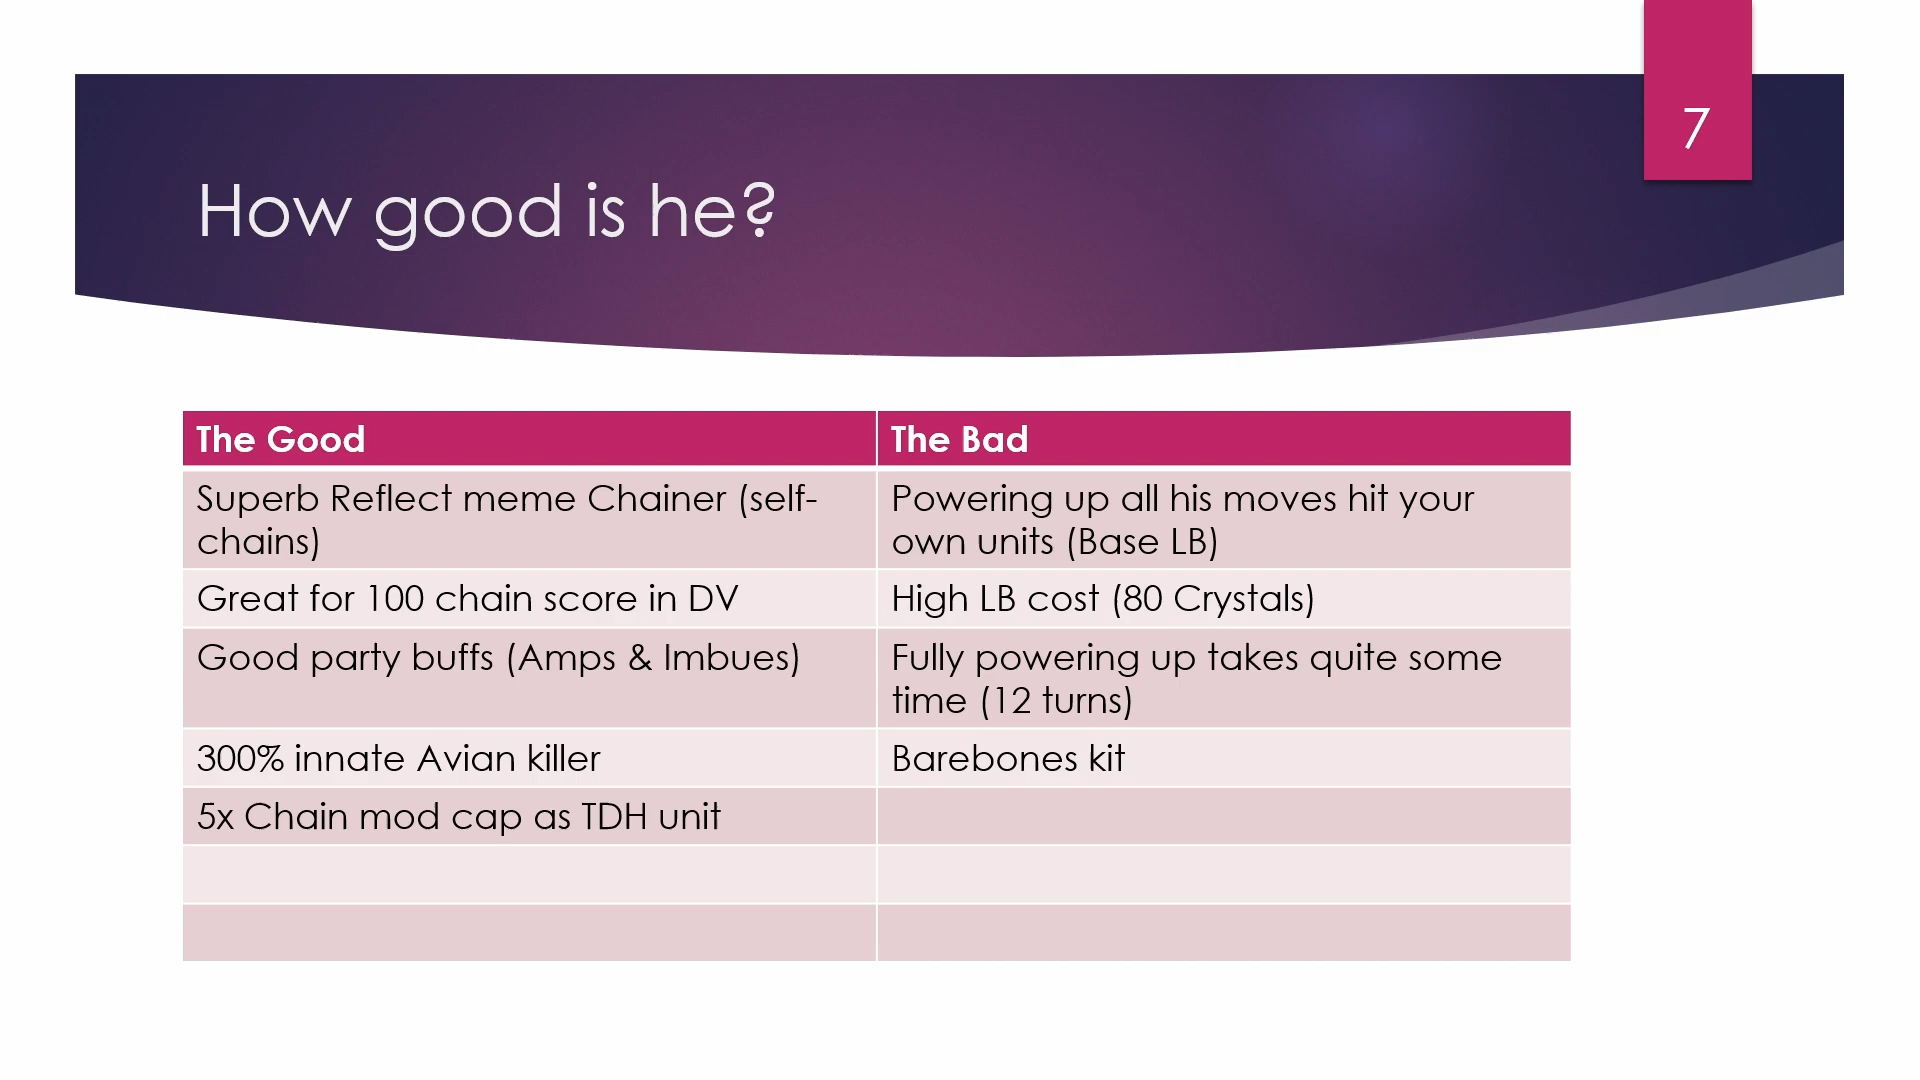 7
How good is he?
The Good
The Bad
Superb Reflect meme Chainer (self-
chains)
Powering up all his moves hit your
own units (Base LB)
Great for 100 chain score in DV
High LB cost (80 Crystals)
Good party buffs (Amps & Imbues)
Fully powering up takes quite some
time (12 turns)
300% innate Avian killer
Barebones kit
5x Chain mod cap as TDH unit